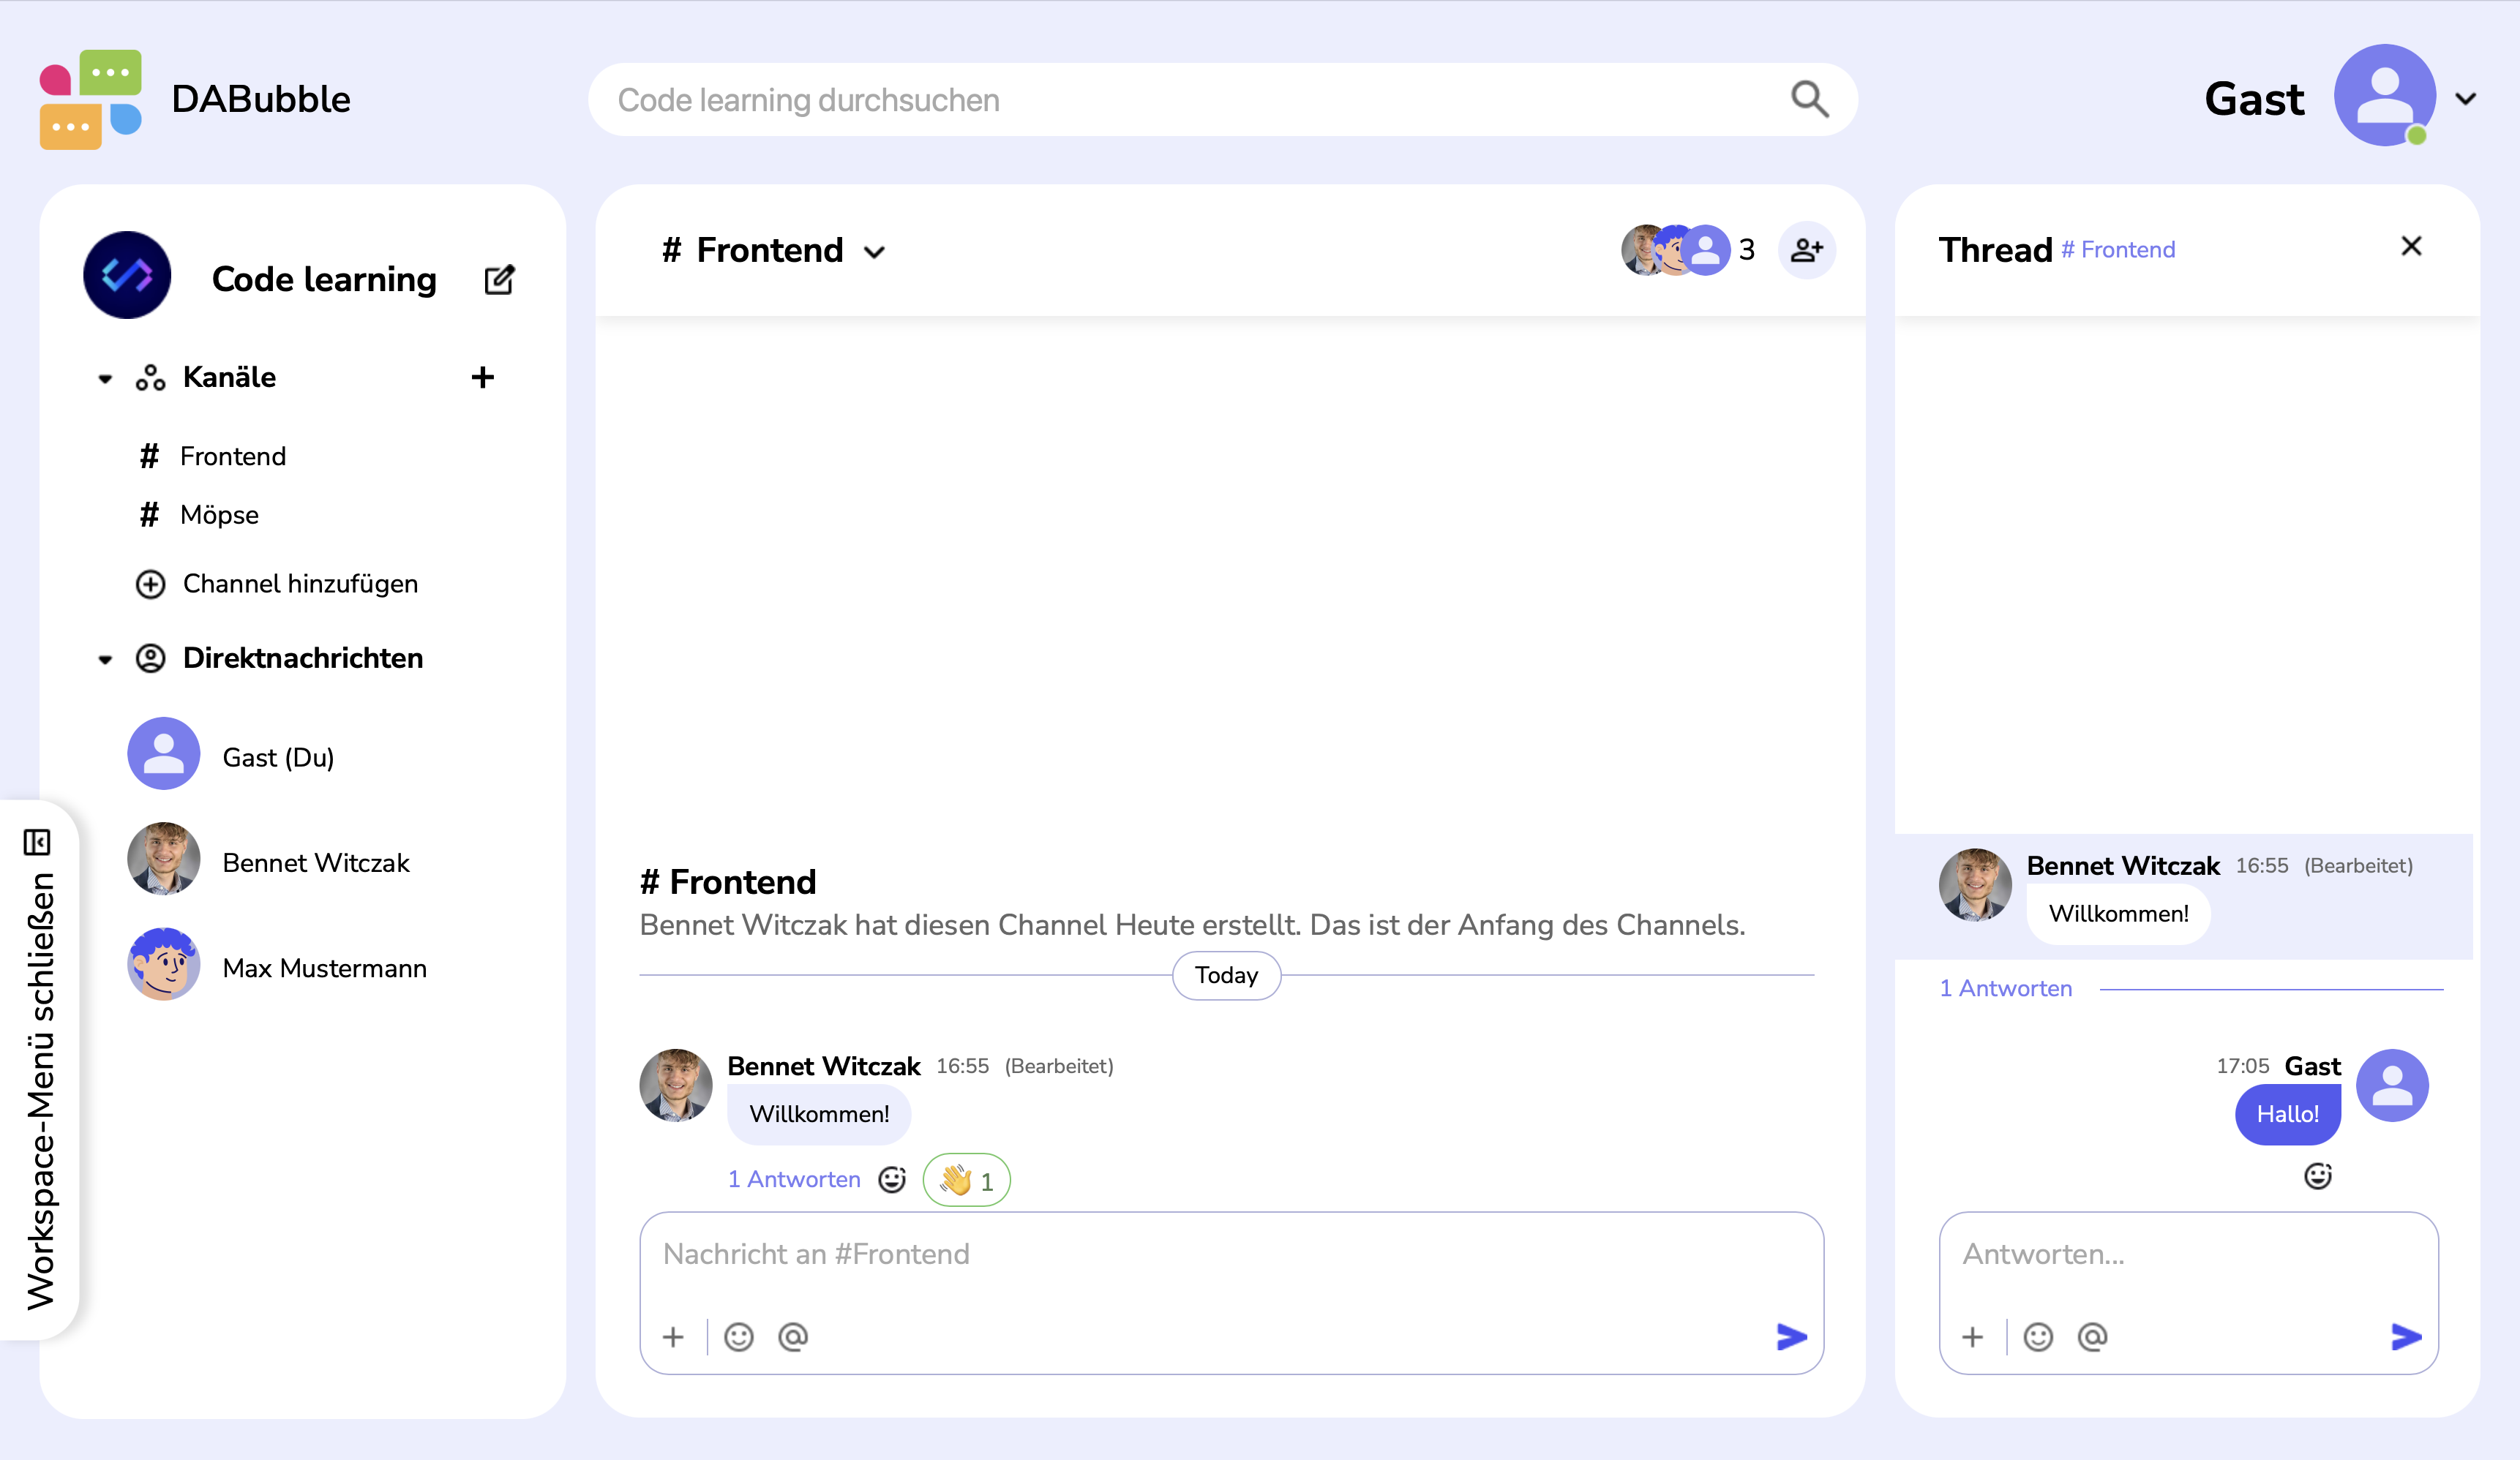 DABubble
Code learning durchsuchen
Gast
Code learning
Kanäle
# Frontend
# Möpse
Channel hinzufügen
Direktnachrichten
Gast (Du)
Bennet Witczak
Max Mustermann
Workspace-Menü schließen
# Frontend
3
# Frontend
Bennet Witczak hat diesen Channel Heute erstellt. Das ist der Anfang des Channels.
Today
Bennet Witczak 16:55 (Bearbeitet)
Willkommen!
1 Antworten 👋 1
Nachricht an #Frontend
Thread # Frontend
Bennet Witczak 16:55 (Bearbeitet)
Willkommen!
1 Antworten
17:05 Gast
Hallo!
Antworten...